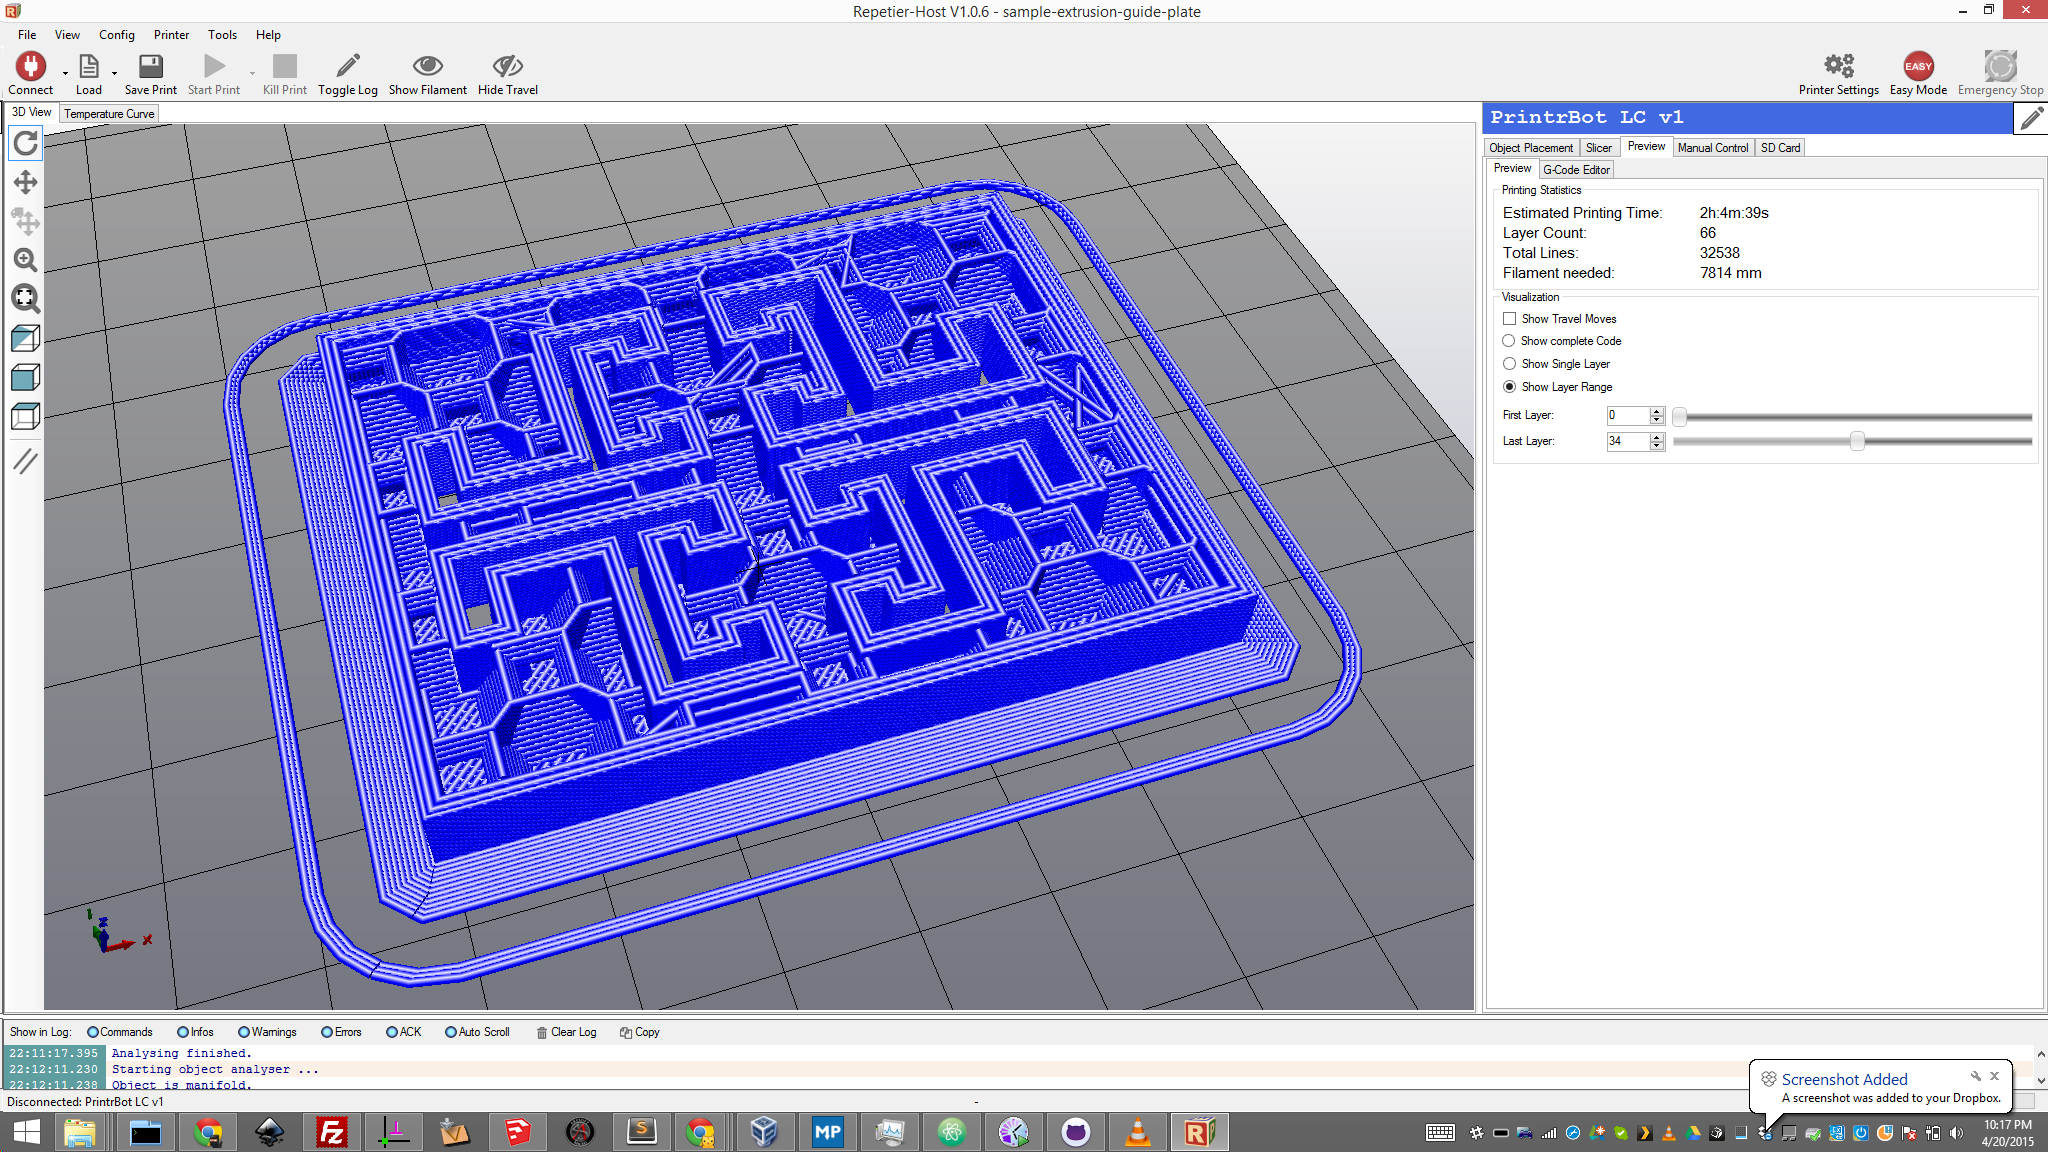 Repetier-Host V1.0.6 - sample-extrusion-guide-plate
File View Config Printer Tools Help
Connect Load Save Print Start Print Kill Print Toggle Log Show Filament Hide Travel EASY Printer Settings Easy Mode Emergency Stop
3D View Temperature Curve
PrintrBot LC v1
Object Placement Slicer Preview Manual Control SD Card
Preview G-Code Editor
Printing Statistics
Estimated Printing Time: 2h:4m:39s
Layer Count: 66
Total Lines: 32538
Filament needed: 7814 mm
Visualization
Show Travel Moves
Show complete Code
Show Single Layer
Show Layer Range
First Layer: 0
Last Layer: 34
Z
X
Show in Log: Commands Infos Warnings Errors ACK Auto Scroll Clear Log Copy
22:11:17.395 Analysing finished.
22:12:11.230 Starting object analyser ...
22:12:11.238 Object is manifold.
Disconnected: PrintrBot LC v1 -
Screenshot Added
A screenshot was added to your Dropbox.
Fz S MP R
10:17 PM
4/20/2015